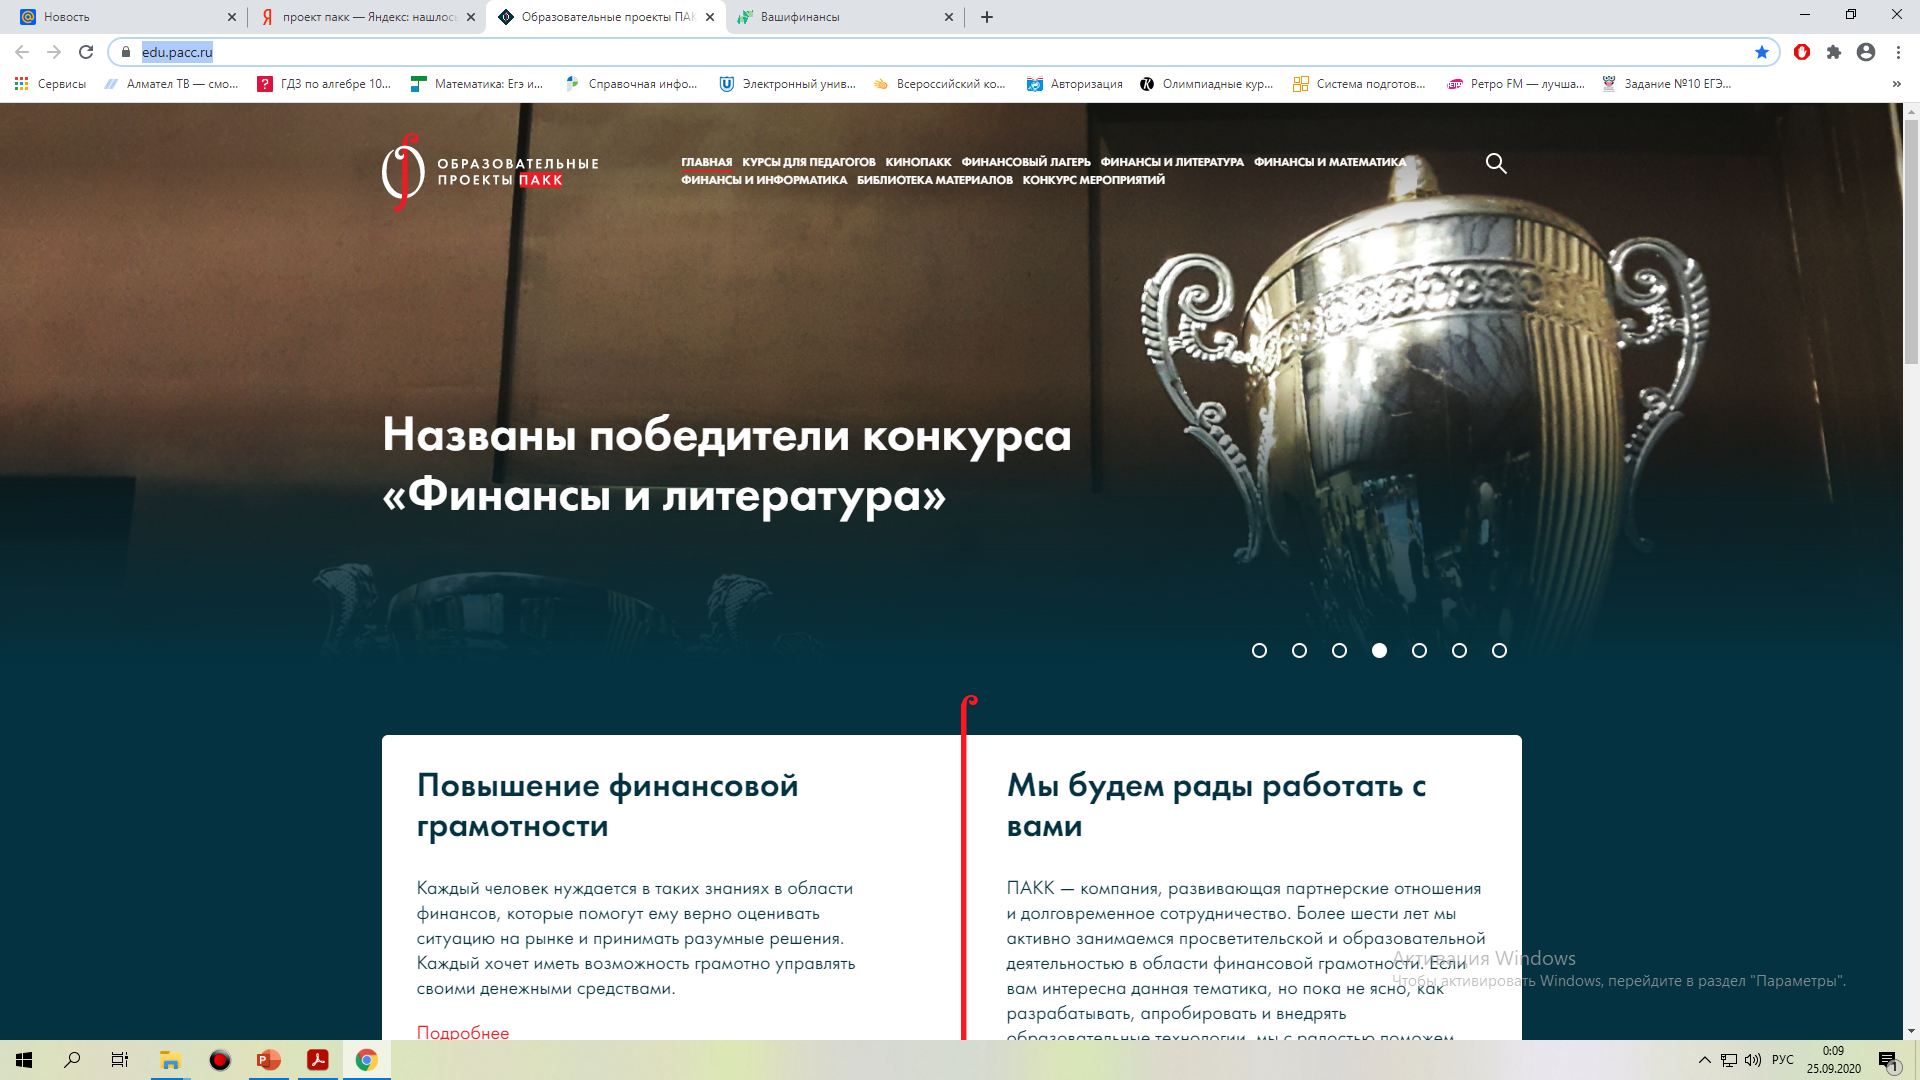 Новость
проект пакк — Яндекс: нашлось
Образовательные проекты ПАК
Вашифинансы
edu.pacc.ru
Сервисы
Алмател ТВ — смо...
ГДЗ по алгебре 10...
Математика: Егэ и...
Справочная инфо...
Электронный унив...
Всероссийский ко...
Авторизация
Олимпиадные кур...
Система подготов...
Ретро FM — лучша...
Задание №10 ЕГЭ...
ОБРАЗОВАТЕЛЬНЫЕ
ПРОЕКТЫ ПАКК
ГЛАВНАЯ КУРСЫ ДЛЯ ПЕДАГОГОВ КИНОПАКК ФИНАНСОВЫЙ ЛАГЕРЬ ФИНАНСЫ И ЛИТЕРАТУРА ФИНАНСЫ И МАТЕМАТИКА
ФИНАНСЫ И ИНФОРМАТИКА БИБЛИОТЕКА МАТЕРИАЛОВ КОНКУРС МЕРОПРИЯТИЙ
Названы победители конкурса
«Финансы и литература»
Повышение финансовой
грамотности
Каждый человек нуждается в таких знаниях в области
финансов, которые помогут ему верно оценивать
ситуацию на рынке и принимать разумные решения.
Каждый хочет иметь возможность грамотно управлять
своими денежными средствами.
Подробнее
Мы будем рады работать с
вами
ПАКК — компания, развивающая партнерские отношения
и долговременное сотрудничество. Более шести лет мы
активно занимаемся просветительской и образовательной
деятельностью в области финансовой грамотности. Если
вам интересна данная тематика, но пока не ясно, как
разрабатывать, апробировать и внедрять
образовательные технологии, мы с радостью поможем
Активация Windows
Чтобы активировать Windows, перейдите в раздел "Параметры".
РУС
0:09
25.09.2020
1